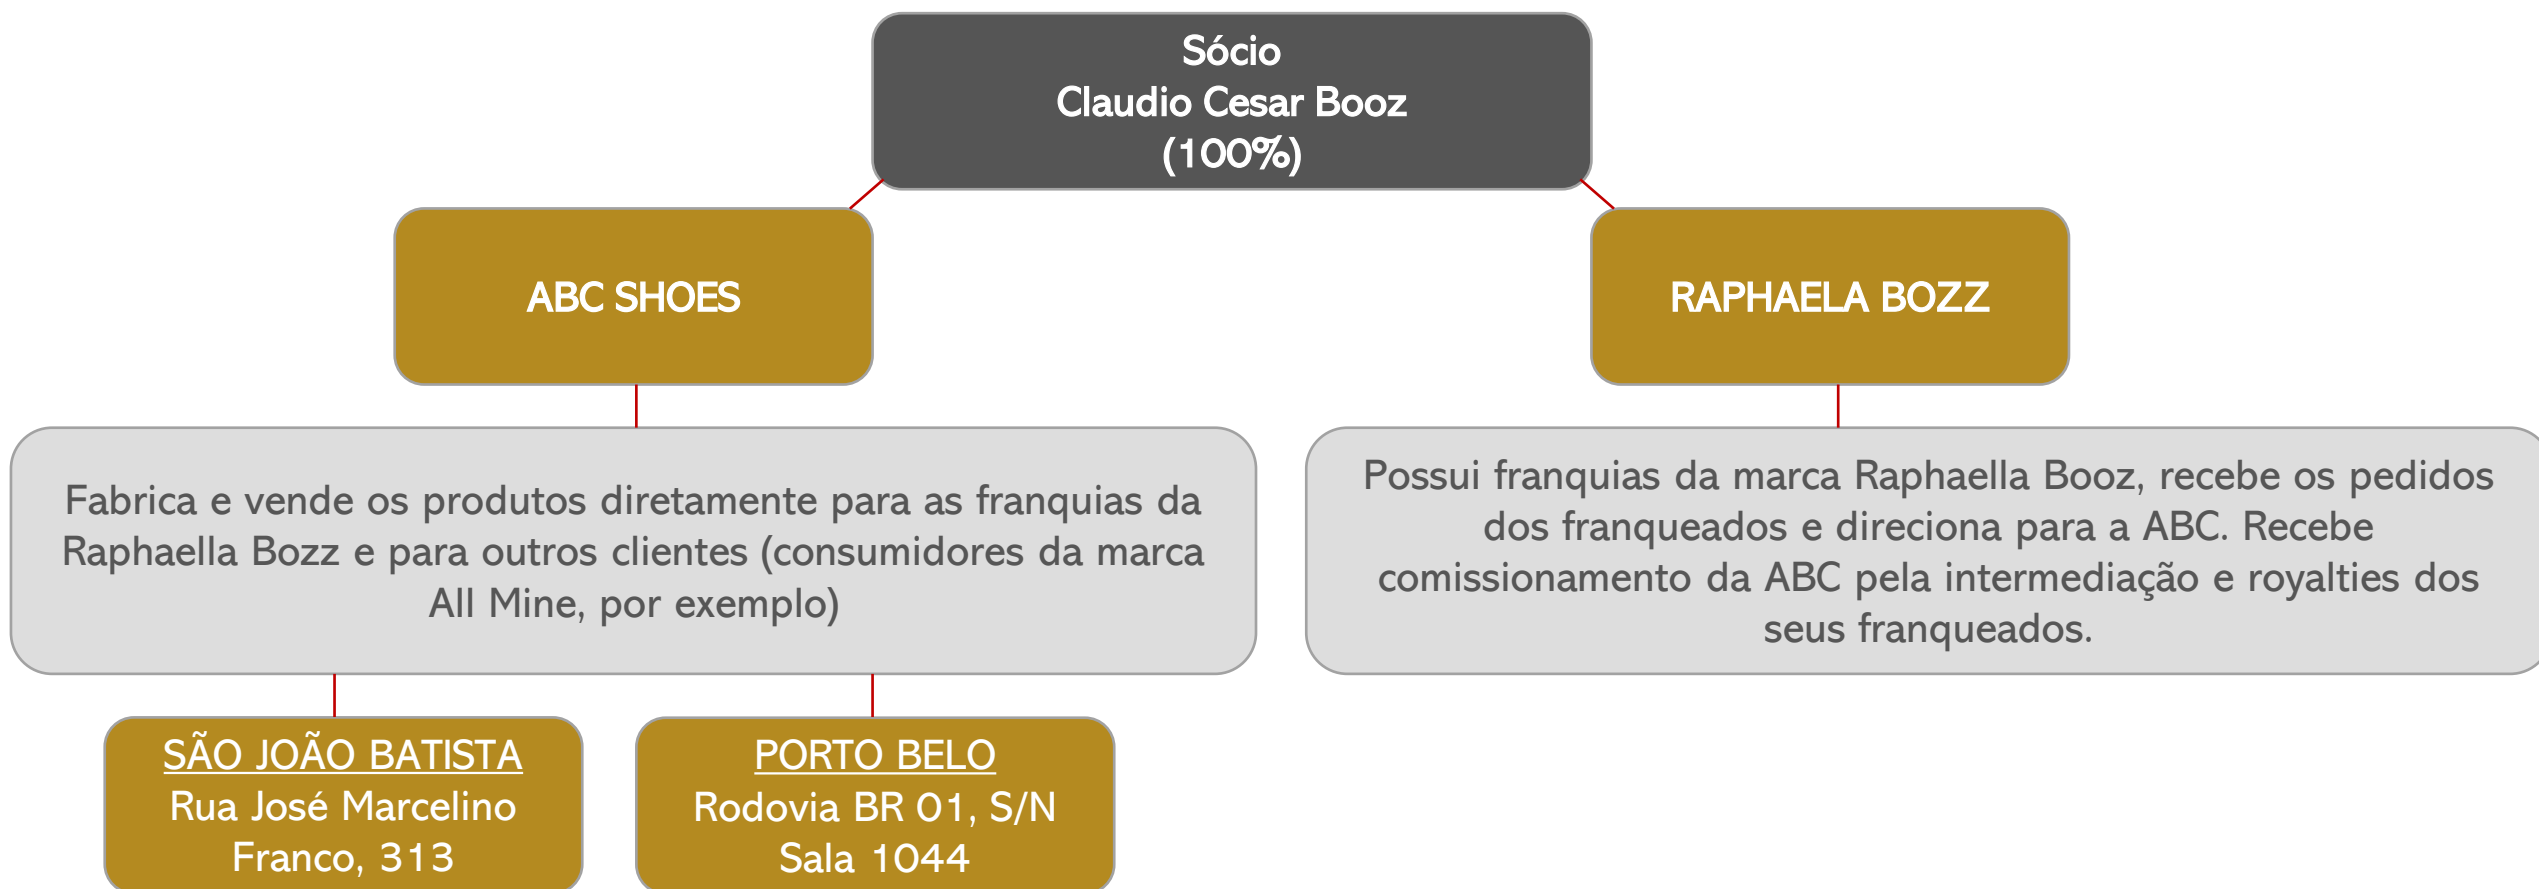 Sócio
Claudio Cesar Booz
(100%)
ABC SHOES
RAPHAELA BOZZ
Fabrica e vende os produtos diretamente para as franquias da
Raphaella Bozz e para outros clientes (consumidores da marca
All Mine, por exemplo)
Possui franquias da marca Raphaella Booz, recebe os pedidos
dos franqueados e direciona para a ABC. Recebe
comissionamento da ABC pela intermediação e royalties dos
seus franqueados.
SÃO JOÃO BATISTA
Rua José Marcelino
Franco, 313
PORTO BELO
Rodovia BR 01, S/N
Sala 1044